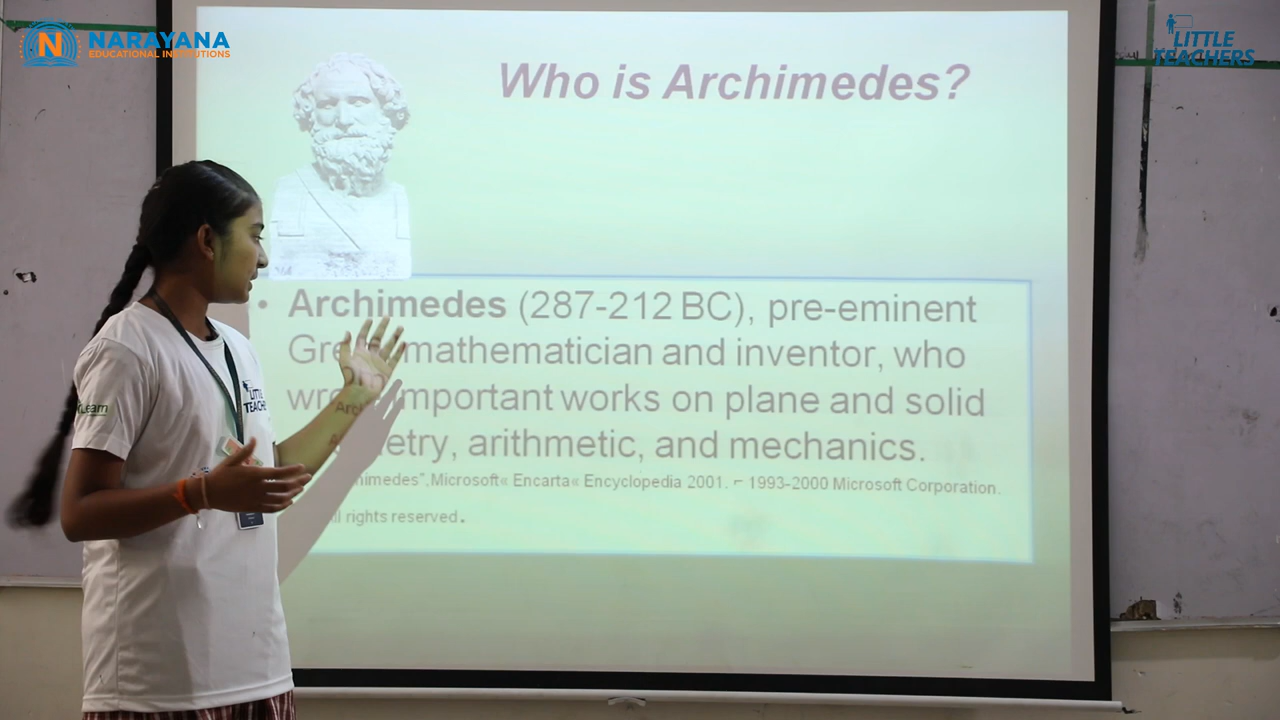 NARAYANA
EDUCATIONAL INSTITUTIONS
LITTLE
TEACHERS
Who is Archimedes?
• Archimedes (287-212 BC), pre-eminent
mathematician and inventor, who
important works on plane and solid
arithmetic, and mechanics.
Microsoft« Encarta« Encyclopedia 2001. ⌐ 1993-2000 Microsoft Corporation.
rights reserved.
LITTLE